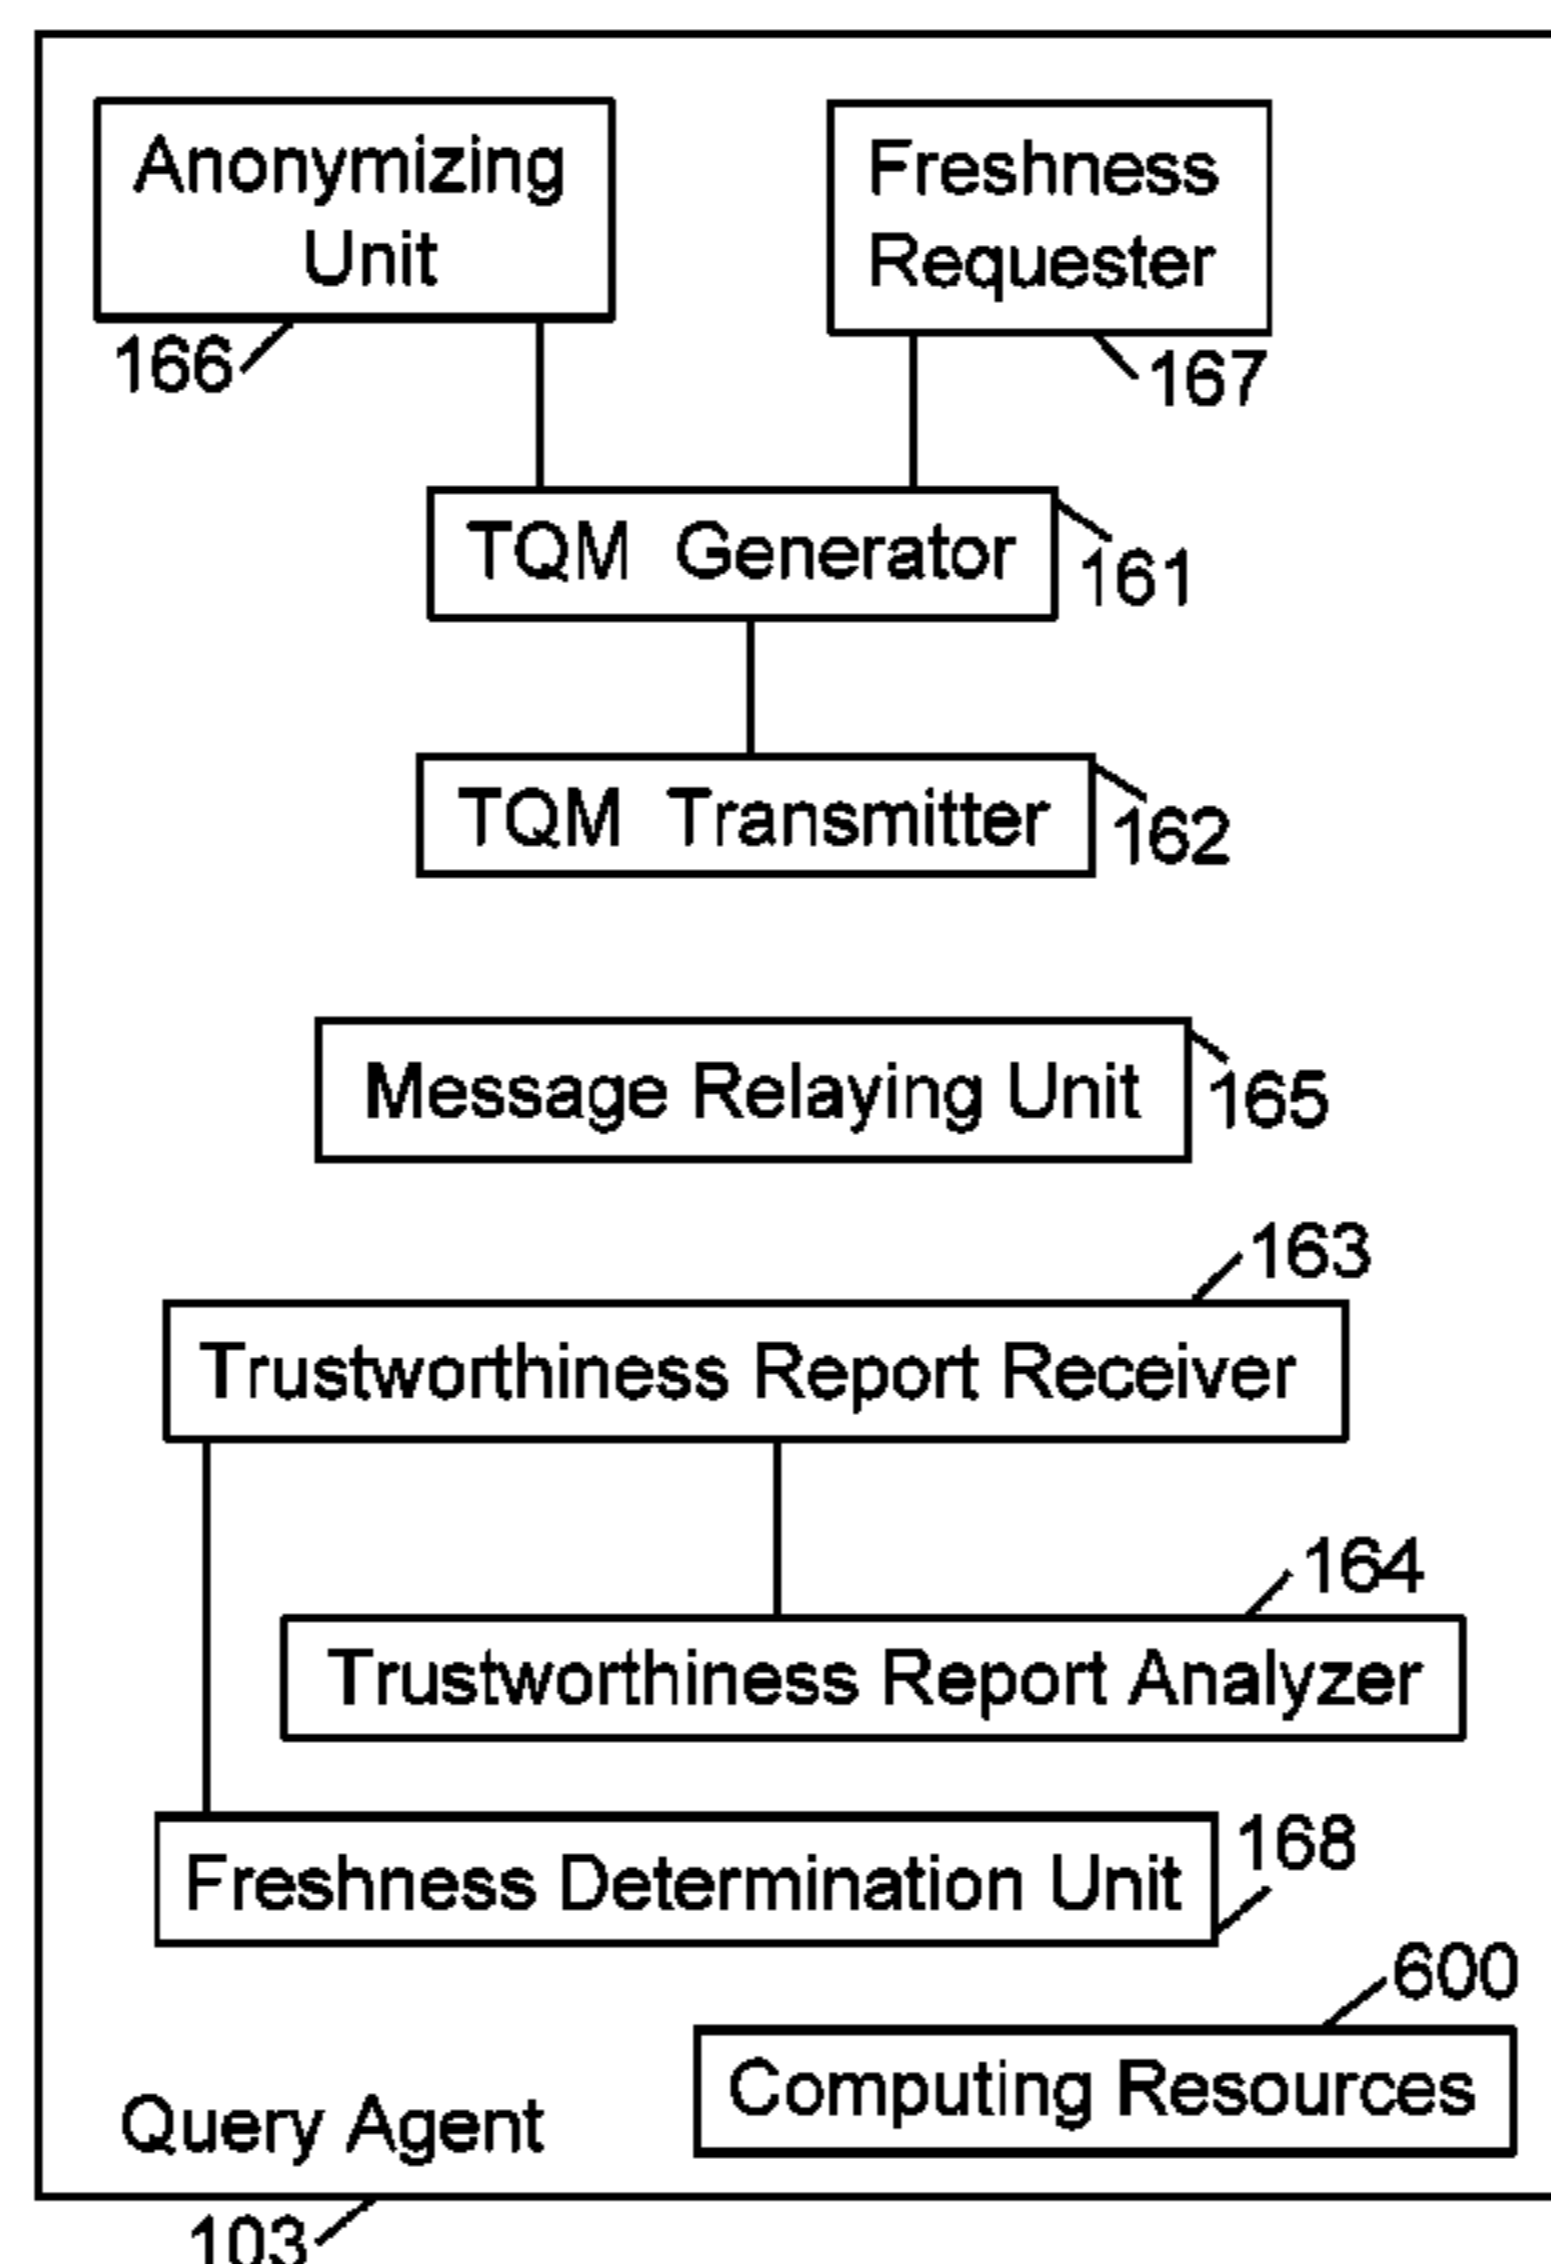 Anonymizing
Unit
166
Freshness
Requester
167
TQM Generator
161
TQM Transmitter
162
Message Relaying Unit
165
163
Trustworthiness Report Receiver
164
Trustworthiness Report Analyzer
Freshness Determination Unit
168
600
Computing Resources
Query Agent
103